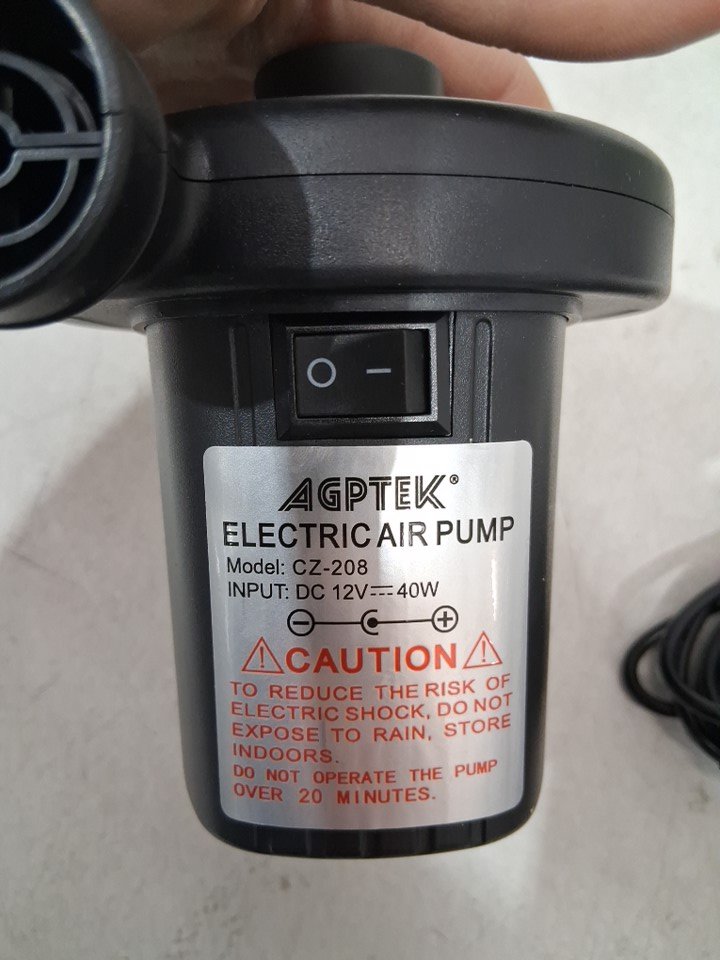 O –
AGPTEK®
ELECTRIC AIR PUMP
Model: CZ-208
INPUT: DC 12V⎓40W
⚠CAUTION⚠
TO REDUCE THE RISK OF
ELECTRIC SHOCK, DO NOT
EXPOSE TO RAIN, STORE
INDOORS.
DO NOT OPERATE THE PUMP
OVER 20 MINUTES.